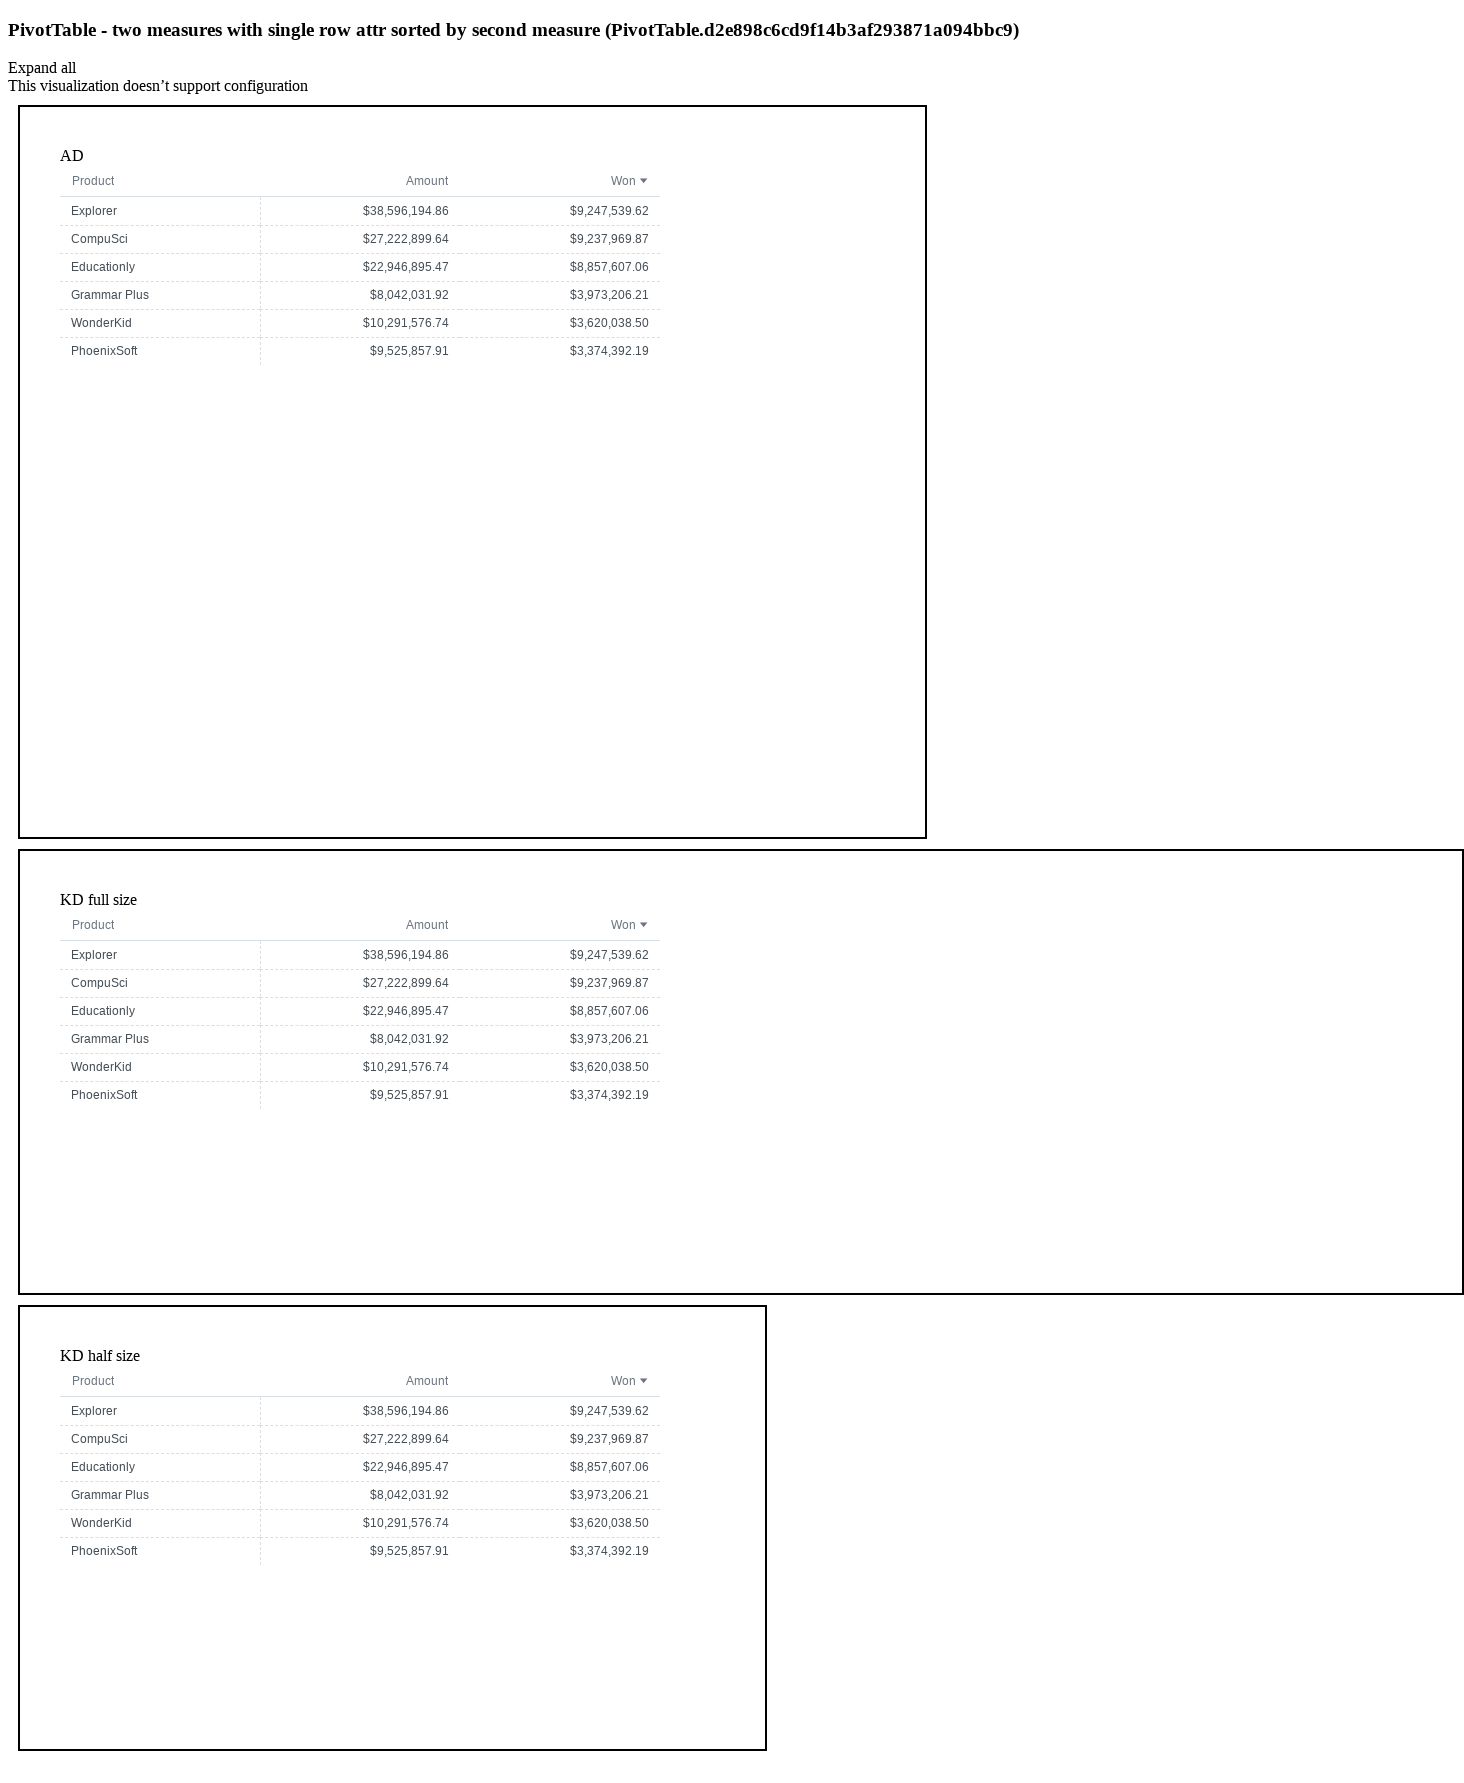 PivotTable - two measures with single row attr sorted by second measure (PivotTable.d2e898c6cd9f14b3af293871a094bbc9)
Expand all
This visualization doesn’t support configuration
AD
Product Amount Won
Explorer $38,596,194.86 $9,247,539.62
CompuSci $27,222,899.64 $9,237,969.87
Educationly $22,946,895.47 $8,857,607.06
Grammar Plus $8,042,031.92 $3,973,206.21
WonderKid $10,291,576.74 $3,620,038.50
PhoenixSoft $9,525,857.91 $3,374,392.19
KD full size
Product Amount Won
Explorer $38,596,194.86 $9,247,539.62
CompuSci $27,222,899.64 $9,237,969.87
Educationly $22,946,895.47 $8,857,607.06
Grammar Plus $8,042,031.92 $3,973,206.21
WonderKid $10,291,576.74 $3,620,038.50
PhoenixSoft $9,525,857.91 $3,374,392.19
KD half size
Product Amount Won
Explorer $38,596,194.86 $9,247,539.62
CompuSci $27,222,899.64 $9,237,969.87
Educationly $22,946,895.47 $8,857,607.06
Grammar Plus $8,042,031.92 $3,973,206.21
WonderKid $10,291,576.74 $3,620,038.50
PhoenixSoft $9,525,857.91 $3,374,392.19